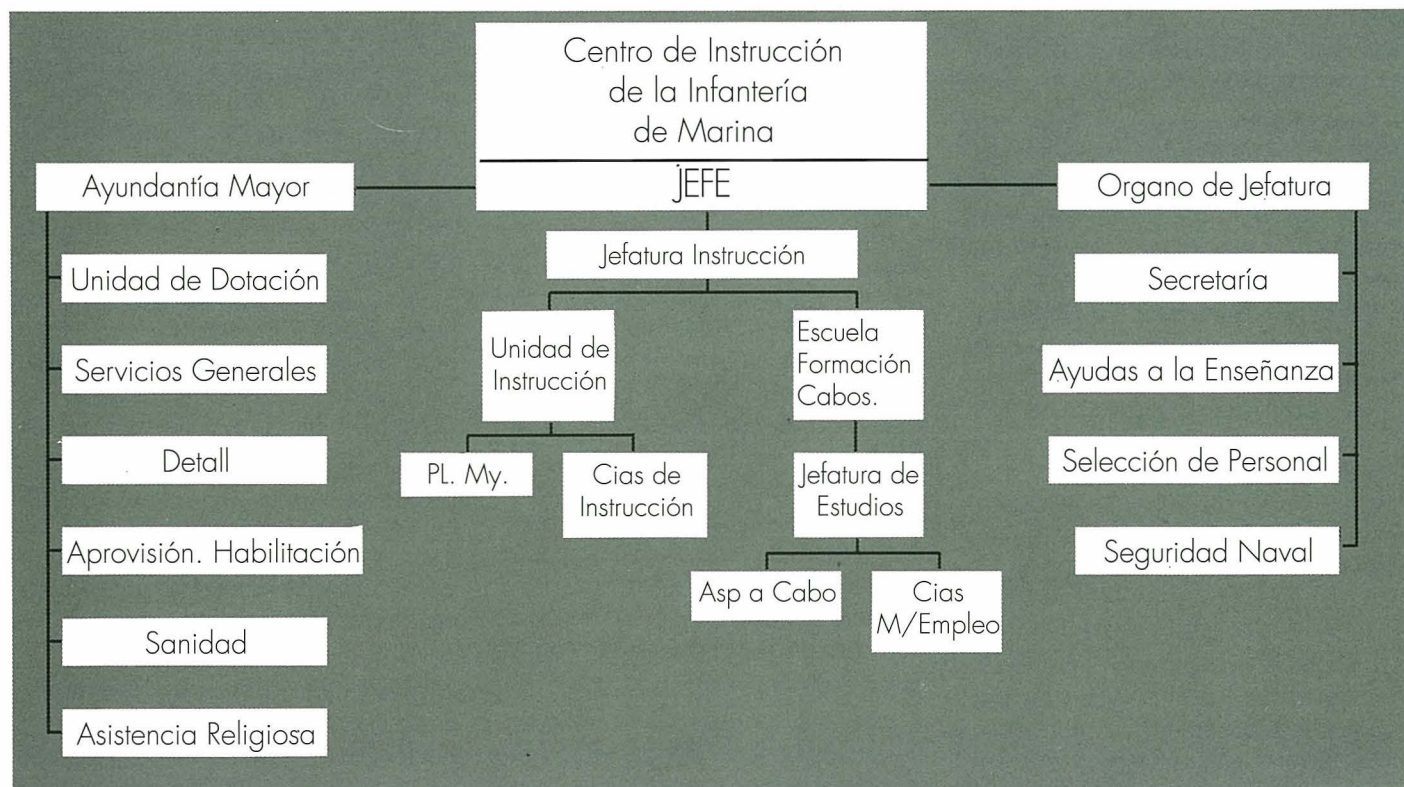 Centro de Instrucción
de la Infantería
de Marina
JEFE
Ayundantía Mayor
Unidad de Dotación
Servicios Generales
Detall
Aprovisión. Habilitación
Sanidad
Asistencia Religiosa
Jefatura Instrucción
Unidad de
Instrucción
PL. My.
Cias de
Instrucción
Escuela
Formación
Cabos.
Jefatura de
Estudios
Asp a Cabo
Cias
M/Empleo
Organo de Jefatura
Secretaría
Ayudas a la Enseñanza
Selección de Personal
Seguridad Naval